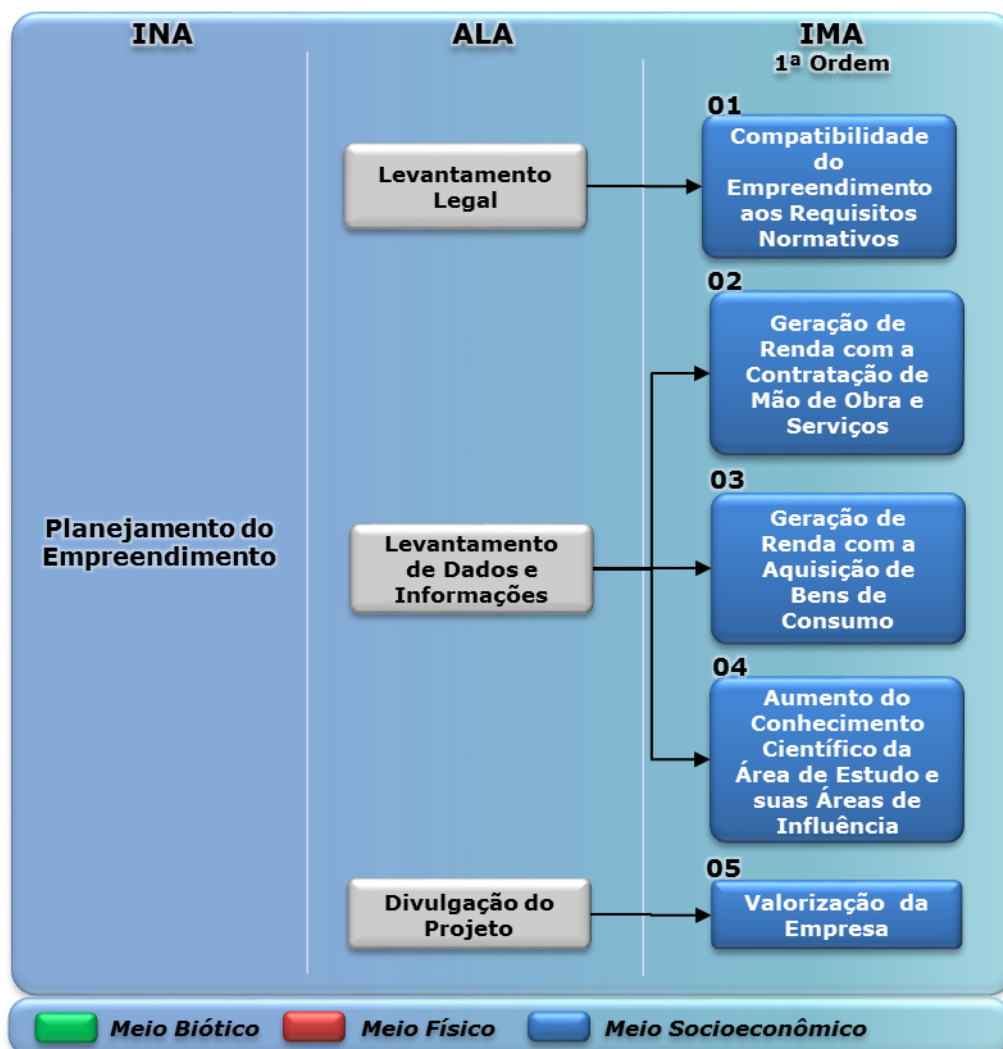 INA
ALA
IMA
1ª Ordem
Planejamento do
Empreendimento
Levantamento
Legal
01
Compatibilidade
do
Empreendimento
aos Requisitos
Normativos
Levantamento
de Dados e
Informações
02
Geração de
Renda com a
Contratação de
Mão de Obra e
Serviços
03
Geração de
Renda com a
Aquisição de
Bens de
Consumo
04
Aumento do
Conhecimento
Científico da
Área de Estudo e
suas Áreas de
Influência
Divulgação do
Projeto
05
Valorização da
Empresa
Meio Biótico
Meio Físico
Meio Socioeconômico